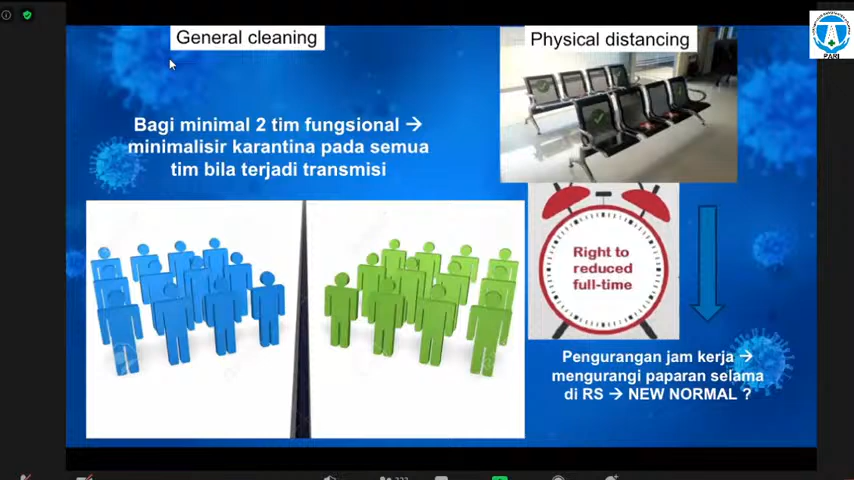 General cleaning
Physical distancing
PARI
Bagi minimal 2 tim fungsional →
minimalisir karantina pada semua
tim bila terjadi transmisi
Right to
reduced
full-time
Pengurangan jam kerja →
mengurangi paparan selama
di RS → NEW NORMAL ?